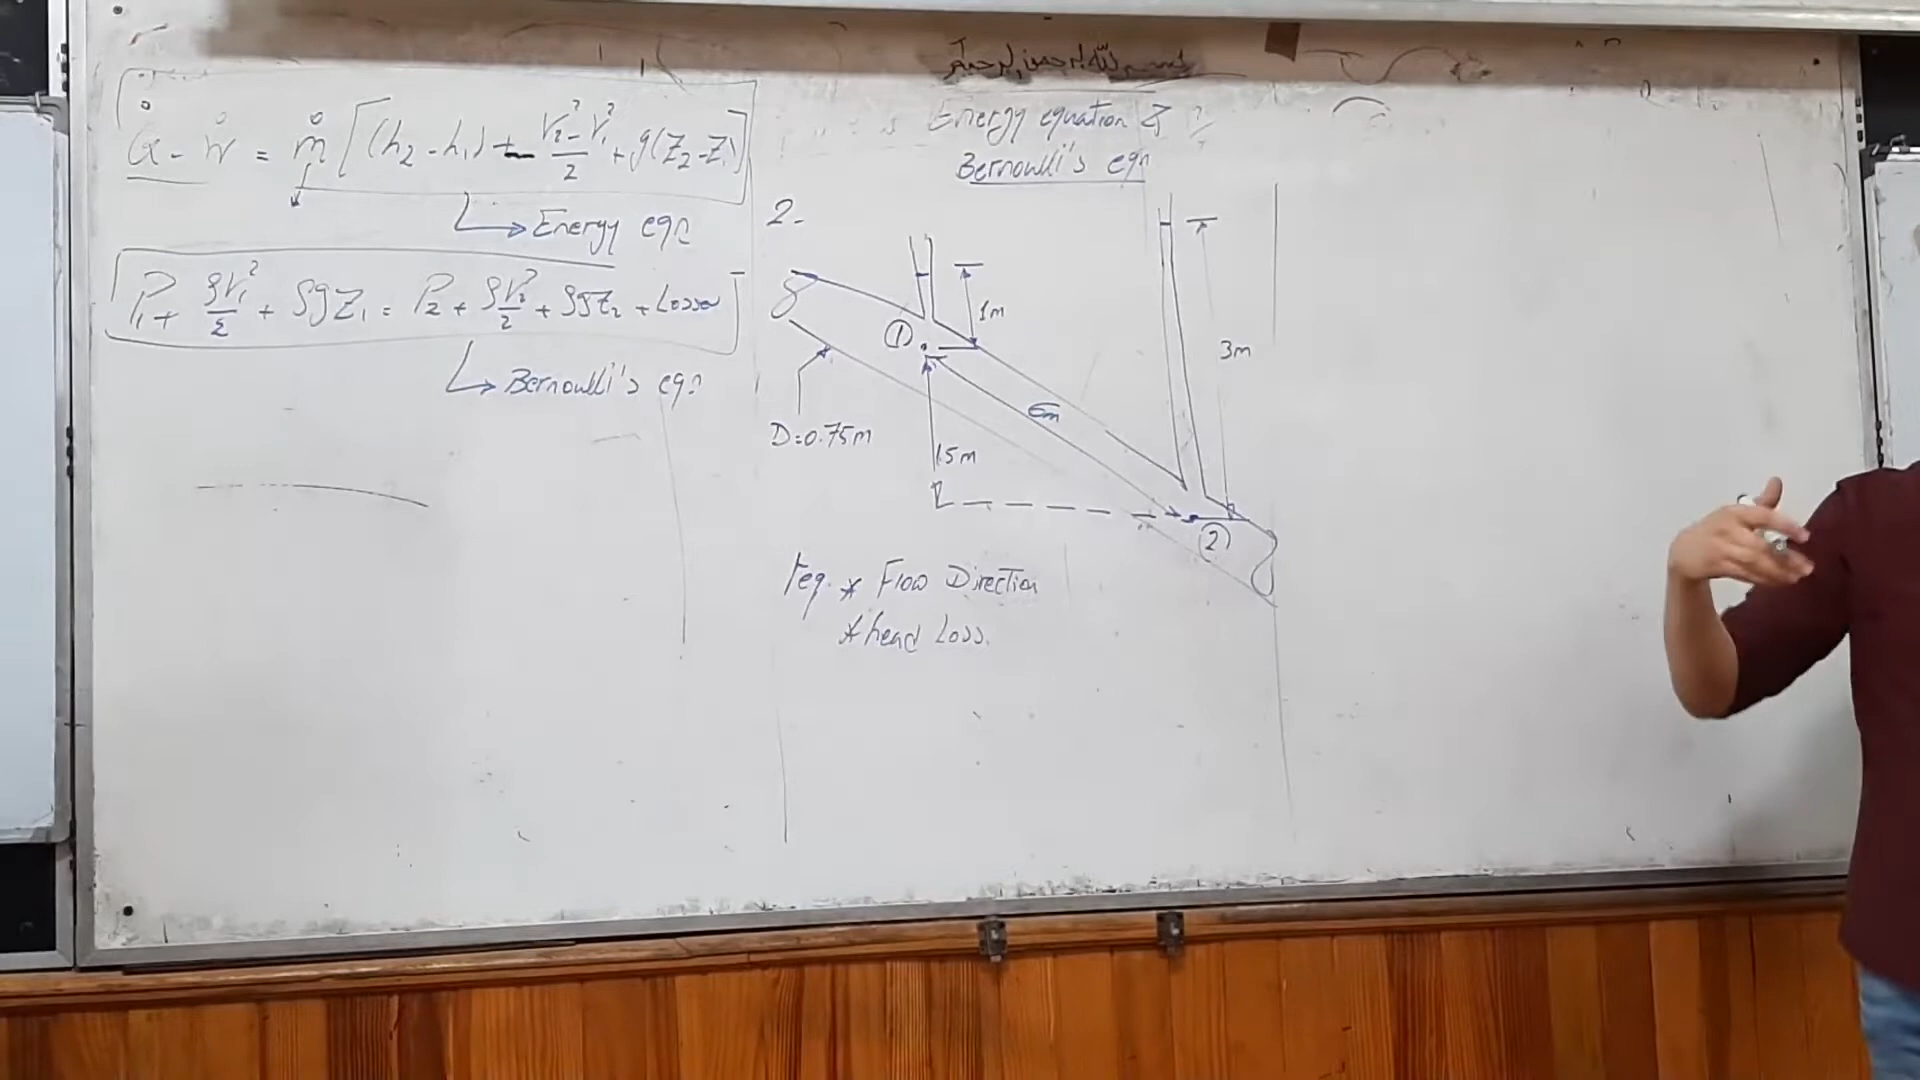 بسم الله الرحمن الرحيم
Energy equation &
Bernoulli's eqn
Q̇ - Ẇ = ṁ [(h₂ - h₁) + (V₂² - V₁²)/2 + g(Z₂ - Z₁)]
Energy eqn
P₁ + ρV₁²/2 + ρgZ₁ = P₂ + ρV₂²/2 + ρgZ₂ + Losses
Bernoulli's eqn
2-
1m
①
3m
6m
D=0.75m
1.5m
②
req. * Flow Direction
* head Loss.